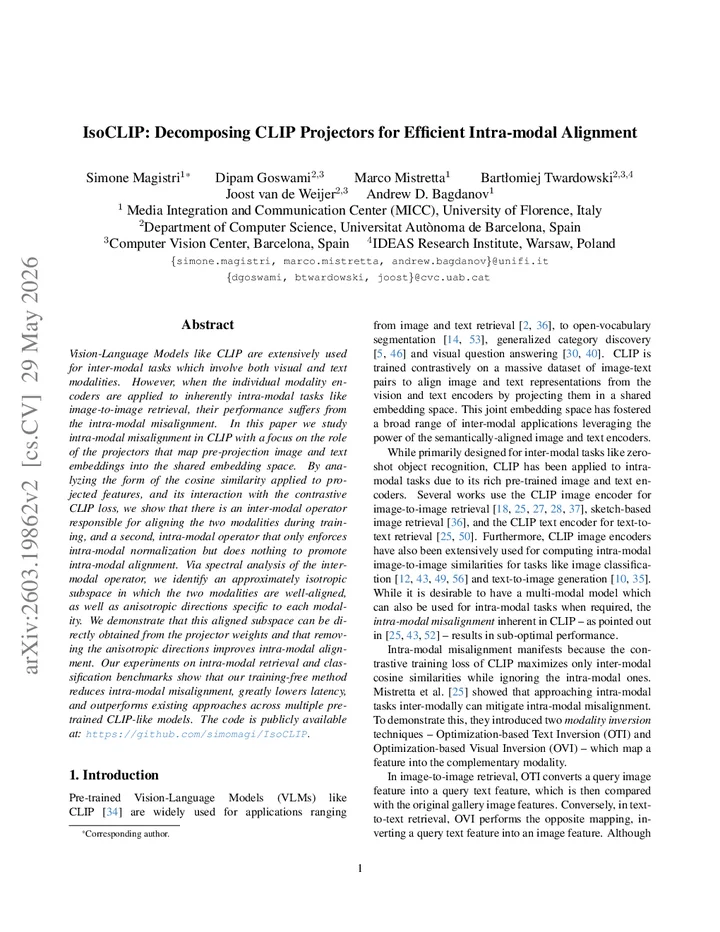 IsoCLIP: Decomposing CLIP Projectors for Efficient Intra-modal Alignment
Simone Magistri1* Dipam Goswami2,3 Marco Mistretta1 Bartłomiej Twardowski2,3,4
Joost van de Weijer2,3 Andrew D. Bagdanov1
1 Media Integration and Communication Center (MICC), University of Florence, Italy
2Department of Computer Science, Universitat Autònoma de Barcelona, Spain
3Computer Vision Center, Barcelona, Spain 4IDEAS Research Institute, Warsaw, Poland
{simone.magistri, marco.mistretta, andrew.bagdanov}@unifi.it
{dgoswami, btwardowski, joost}@cvc.uab.cat
arXiv:2603.19862v2 [cs.CV] 29 May 2026
Abstract
Vision-Language Models like CLIP are extensively used
for inter-modal tasks which involve both visual and text
modalities. However, when the individual modality en-
coders are applied to inherently intra-modal tasks like
image-to-image retrieval, their performance suffers from
the intra-modal misalignment. In this paper we study
intra-modal misalignment in CLIP with a focus on the role
of the projectors that map pre-projection image and text
embeddings into the shared embedding space. By ana-
lyzing the form of the cosine similarity applied to pro-
jected features, and its interaction with the contrastive
CLIP loss, we show that there is an inter-modal operator
responsible for aligning the two modalities during train-
ing, and a second, intra-modal operator that only enforces
intra-modal normalization but does nothing to promote
intra-modal alignment. Via spectral analysis of the inter-
modal operator, we identify an approximately isotropic
subspace in which the two modalities are well-aligned,
as well as anisotropic directions specific to each modal-
ity. We demonstrate that this aligned subspace can be di-
rectly obtained from the projector weights and that remov-
ing the anisotropic directions improves intra-modal align-
ment. Our experiments on intra-modal retrieval and clas-
sification benchmarks show that our training-free method
reduces intra-modal misalignment, greatly lowers latency,
and outperforms existing approaches across multiple pre-
trained CLIP-like models. The code is publicly available
at: https://github.com/simomagi/IsoCLIP.
1. Introduction
Pre-trained Vision-Language Models (VLMs) like
CLIP [34] are widely used for applications ranging
*Corresponding author.
from image and text retrieval [2, 36], to open-vocabulary
segmentation [14, 53], generalized category discovery
[5, 46] and visual question answering [30, 40]. CLIP is
trained contrastively on a massive dataset of image-text
pairs to align image and text representations from the
vision and text encoders by projecting them in a shared
embedding space. This joint embedding space has fostered
a broad range of inter-modal applications leveraging the
power of the semantically-aligned image and text encoders.
While primarily designed for inter-modal tasks like zero-
shot object recognition, CLIP has been applied to intra-
modal tasks due to its rich pre-trained image and text en-
coders. Several works use the CLIP image encoder for
image-to-image retrieval [18, 25, 27, 28, 37], sketch-based
image retrieval [36], and the CLIP text encoder for text-to-
text retrieval [25, 50]. Furthermore, CLIP image encoders
have also been extensively used for computing intra-modal
image-to-image similarities for tasks like image classifica-
tion [12, 43, 49, 56] and text-to-image generation [10, 35].
While it is desirable to have a multi-modal model which
can also be used for intra-modal tasks when required, the
intra-modal misalignment inherent in CLIP – as pointed out
in [25, 43, 52] – results in sub-optimal performance.
Intra-modal misalignment manifests because the con-
trastive training loss of CLIP maximizes only inter-modal
cosine similarities while ignoring the intra-modal ones.
Mistretta et al. [25] showed that approaching intra-modal
tasks inter-modally can mitigate intra-modal misalignment.
To demonstrate this, they introduced two modality inversion
techniques – Optimization-based Text Inversion (OTI) and
Optimization-based Visual Inversion (OVI) – which map a
feature into the complementary modality.
In image-to-image retrieval, OTI converts a query image
feature into a query text feature, which is then compared
with the original gallery image features. Conversely, in text-
to-text retrieval, OVI performs the opposite mapping, in-
verting a query text feature into an image feature. Although
1